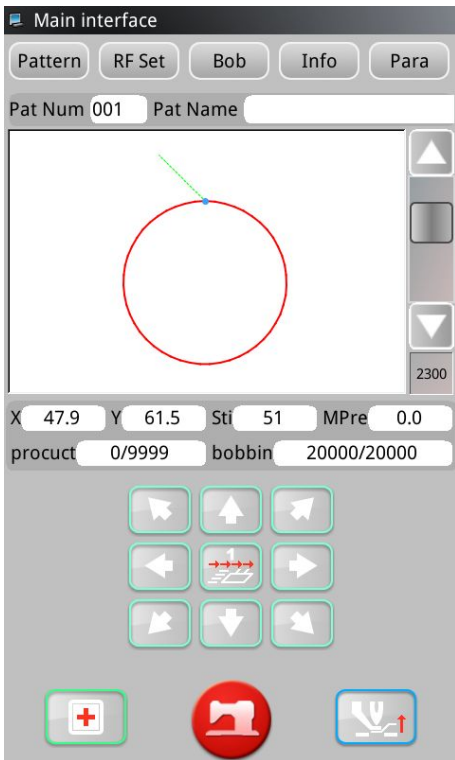 Main interface
Pattern RF Set Bob Info Para
Pat Num 001 Pat Name
2300
X 47.9 Y 61.5 Sti 51 MPre 0.0
procuct 0/9999 bobbin 20000/20000
1